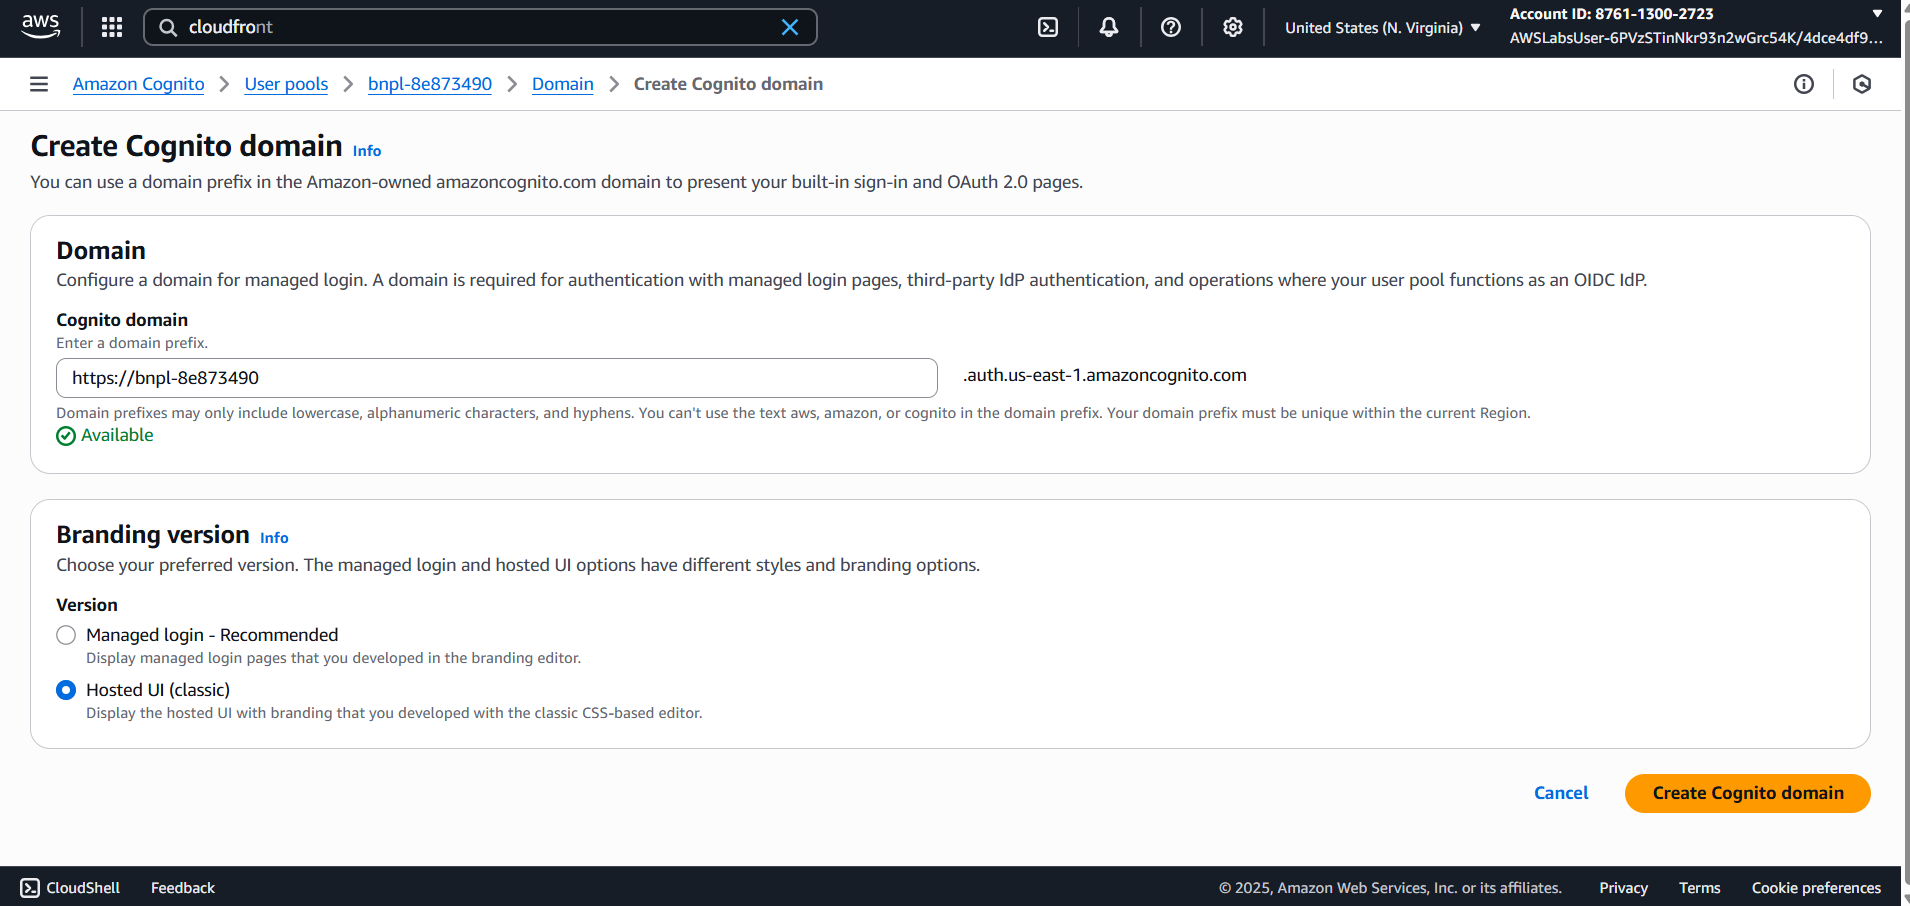 aws
cloudfront
United States (N. Virginia)
Account ID: 8761-1300-2723
AWSLabsUser-6PVzSTinNkr93n2wGrc54K/4dce4df9...
Amazon Cognito
User pools
bnpl-8e873490
Domain
Create Cognito domain
Create Cognito domain Info
You can use a domain prefix in the Amazon-owned amazoncognito.com domain to present your built-in sign-in and OAuth 2.0 pages.
Domain
Configure a domain for managed login. A domain is required for authentication with managed login pages, third-party IdP authentication, and operations where your user pool functions as an OIDC IdP.
Cognito domain
Enter a domain prefix.
https://bnpl-8e873490
.auth.us-east-1.amazoncognito.com
Domain prefixes may only include lowercase, alphanumeric characters, and hyphens. You can't use the text aws, amazon, or cognito in the domain prefix. Your domain prefix must be unique within the current Region.
Available
Branding version Info
Choose your preferred version. The managed login and hosted UI options have different styles and branding options.
Version
Managed login - Recommended
Display managed login pages that you developed in the branding editor.
Hosted UI (classic)
Display the hosted UI with branding that you developed with the classic CSS-based editor.
Cancel
Create Cognito domain
CloudShell
Feedback
© 2025, Amazon Web Services, Inc. or its affiliates.
Privacy
Terms
Cookie preferences